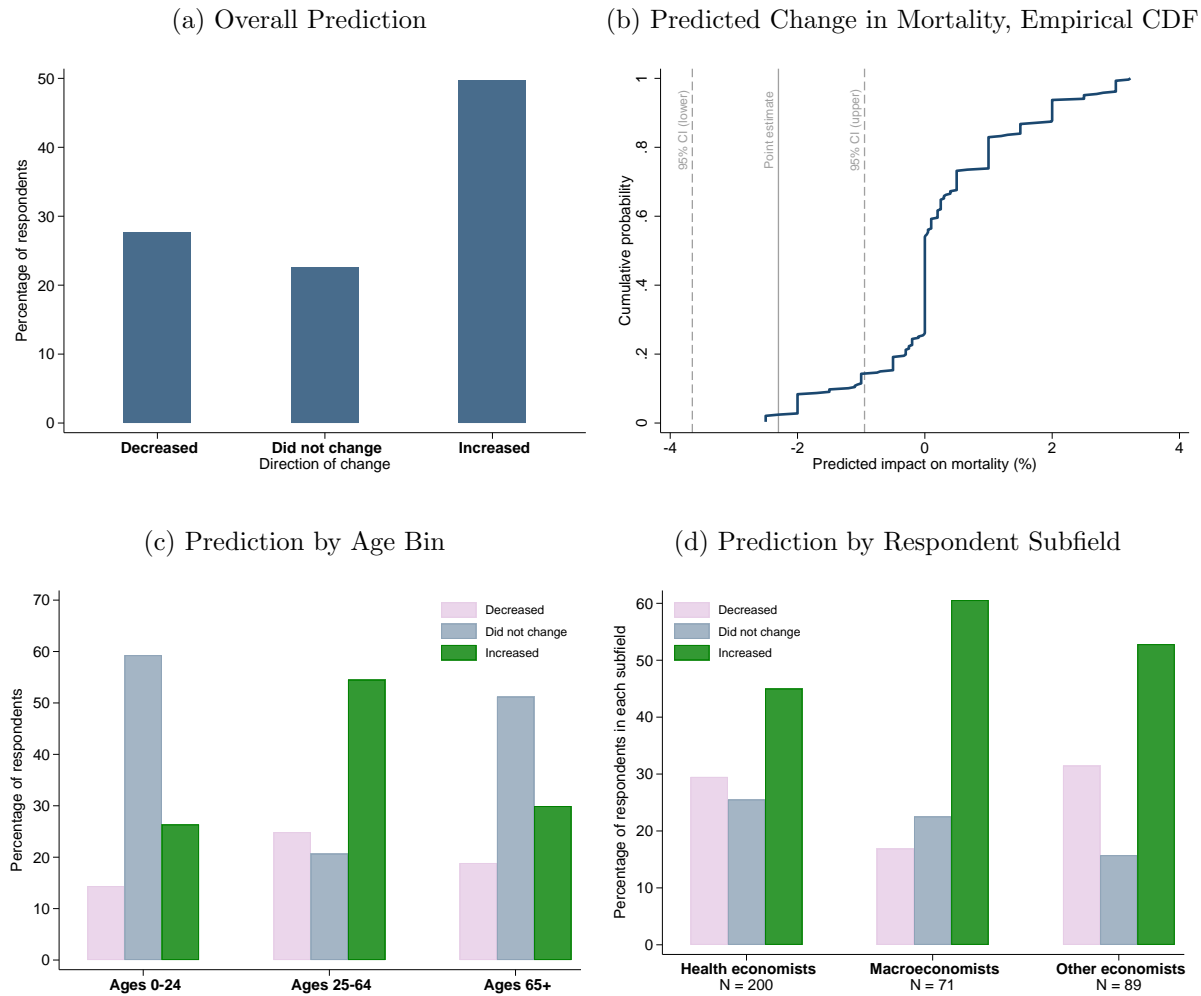 (a) Overall Prediction
Percentage of respondents
50
40
30
20
10
0
Decreased
Did not change
Increased
Direction of change
(b) Predicted Change in Mortality, Empirical CDF
Cumulative probability
1
.8
.6
.4
.2
0
95% CI (lower)
Point estimate
95% CI (upper)
-4
-2
0
2
4
Predicted impact on mortality (%)
(c) Prediction by Age Bin
Percentage of respondents
70
60
50
40
30
20
10
0
Decreased
Did not change
Increased
Ages 0-24
Ages 25-64
Ages 65+
(d) Prediction by Respondent Subfield
Percentage of respondents in each subfield
60
50
40
30
20
10
0
Decreased
Did not change
Increased
Health economists
N = 200
Macroeconomists
N = 71
Other economists
N = 89